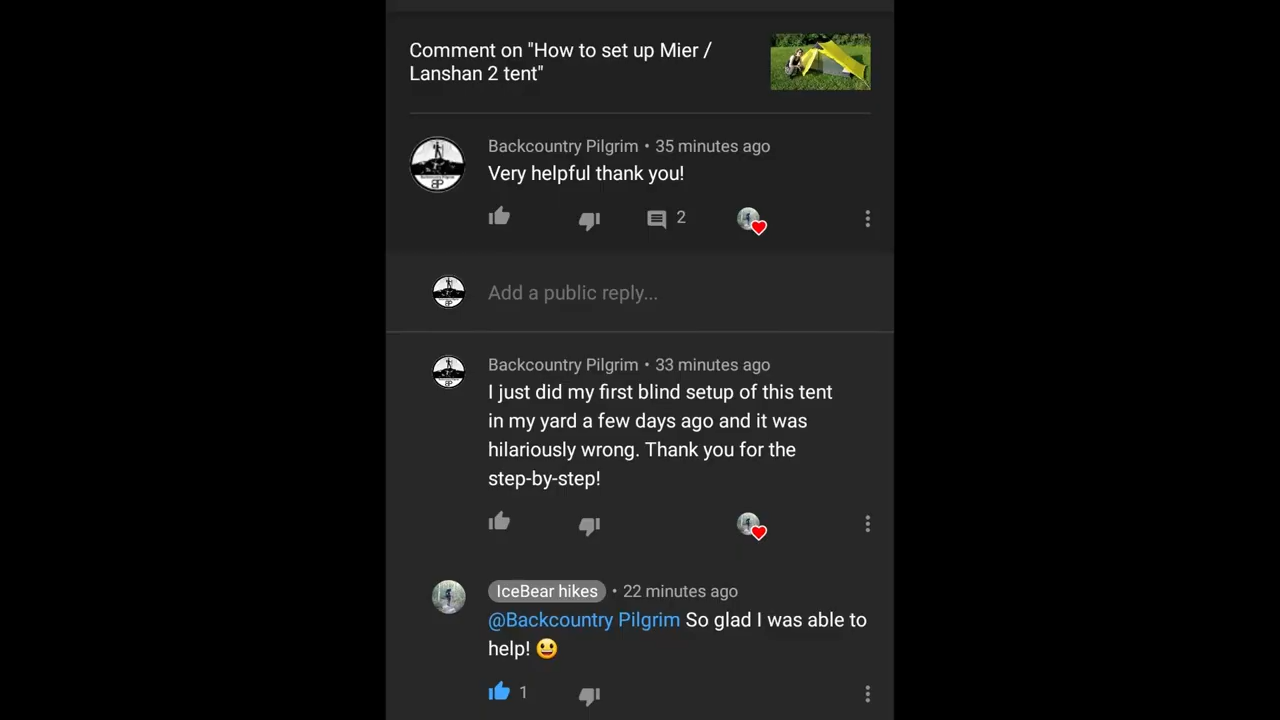 Comment on "How to set up Mier /
Lanshan 2 tent"
Backcountry Pilgrim • 35 minutes ago
Very helpful thank you!
2
Add a public reply...
Backcountry Pilgrim • 33 minutes ago
I just did my first blind setup of this tent
in my yard a few days ago and it was
hilariously wrong. Thank you for the
step-by-step!
IceBear hikes • 22 minutes ago
@Backcountry Pilgrim So glad I was able to
help! 😀
1